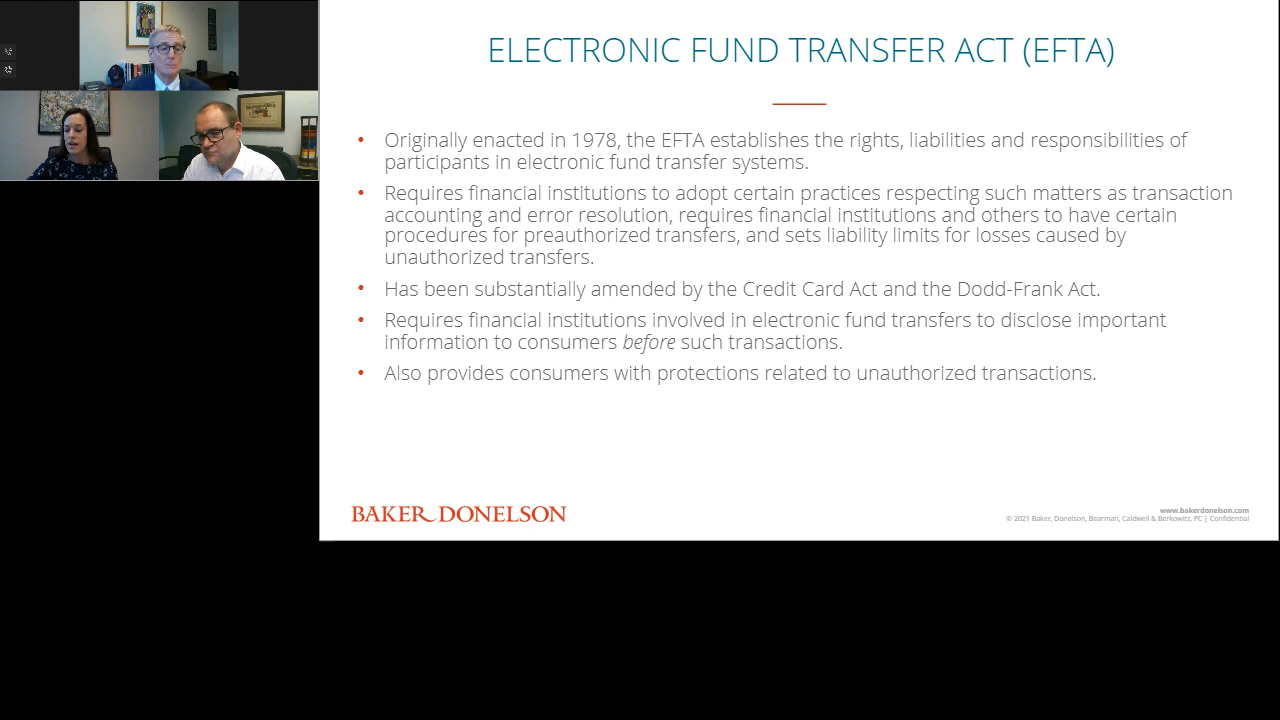 ELECTRONIC FUND TRANSFER ACT (EFTA)
• Originally enacted in 1978, the EFTA establishes the rights, liabilities and responsibilities of
participants in electronic fund transfer systems.
• Requires financial institutions to adopt certain practices respecting such matters as transaction
accounting and error resolution, requires financial institutions and others to have certain
procedures for preauthorized transfers, and sets liability limits for losses caused by
unauthorized transfers.
• Has been substantially amended by the Credit Card Act and the Dodd-Frank Act.
• Requires financial institutions involved in electronic fund transfers to disclose important
information to consumers before such transactions.
• Also provides consumers with protections related to unauthorized transactions.
BAKER DONELSON
www.bakerdonelson.com
© 2021 Baker, Donelson, Bearman, Caldwell & Berkowitz, PC | Confidential